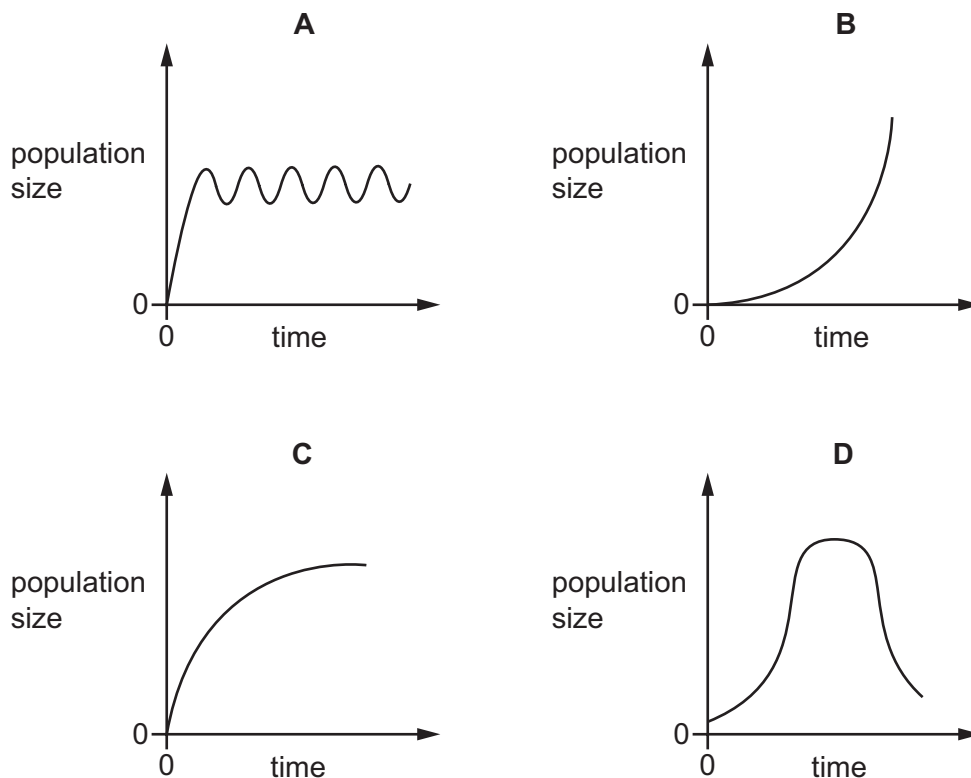 A
population
size
0
0
time
B
population
size
0
0
time
C
population
size
0
0
time
D
population
size
0
0
time